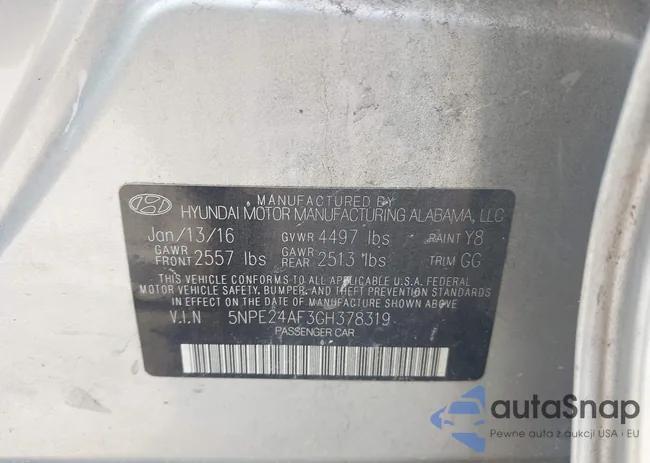 MANUFACTURED BY
HYUNDAI MOTOR MANUFACTURING ALABAMA, LLC
Jan/13/16 GVWR 4497 lbs PAINT Y8
GAWR FRONT 2557 lbs GAWR REAR 2513 lbs TRIM GG
THIS VEHICLE CONFORMS TO ALL APPLICABLE U.S.A. FEDERAL
MOTOR VEHICLE SAFETY, BUMPER, AND THEFT PREVENTION STANDARDS
IN EFFECT ON THE DATE OF MANUFACTURE SHOWN ABOVE
V.I.N 5NPE24AF3GH378319
PASSENGER CAR
autaSnap
Pewne auta z aukcji USA i EU